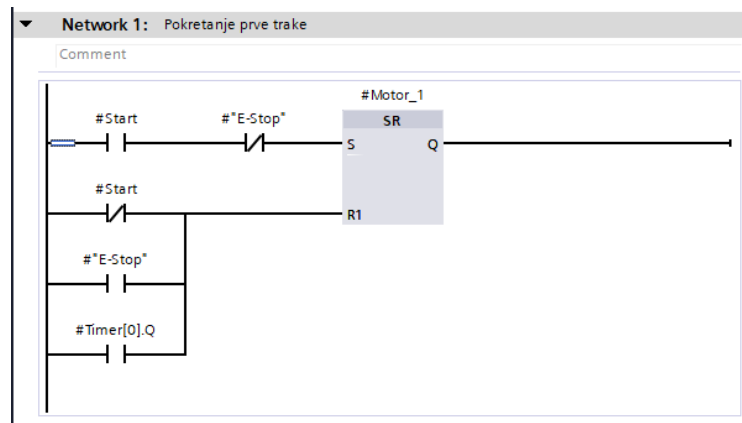 Network 1: Pokretanje prve trake
Comment
#Motor_1
#Start #"E-Stop" SR
S Q
#Start
R1
#"E-Stop"
#Timer[0].Q